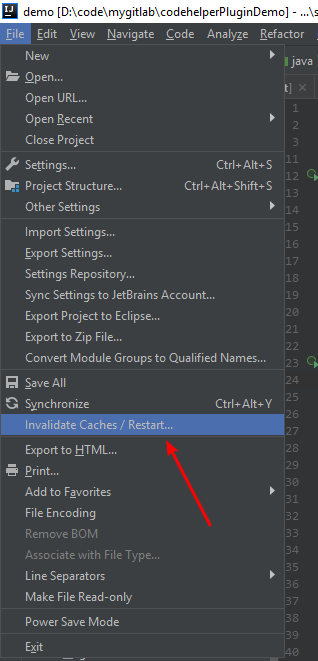 demo [D:\code\mygitlab\codehelperPluginDemo] - ...\s
File Edit View Navigate Code Analyze Refactor
New
Open...
Open URL...
Open Recent
Close Project
Settings... Ctrl+Alt+S
Project Structure... Ctrl+Alt+Shift+S
Other Settings
Import Settings...
Export Settings...
Settings Repository...
Sync Settings to JetBrains Account...
Export Project to Eclipse...
Export to Zip File...
Convert Module Groups to Qualified Names...
Save All
Synchronize Ctrl+Alt+Y
Invalidate Caches / Restart...
Export to HTML...
Print...
Add to Favorites
File Encoding
Remove BOM
Associate with File Type...
Line Separators
Make File Read-only
Power Save Mode
Exit
java
t]
1
2
3
11
12
13
14
15
16
17
18
19
20
21
22
23
24
25
26
27
28
29
30
31
32
33
34
35
36
37
38
39
40